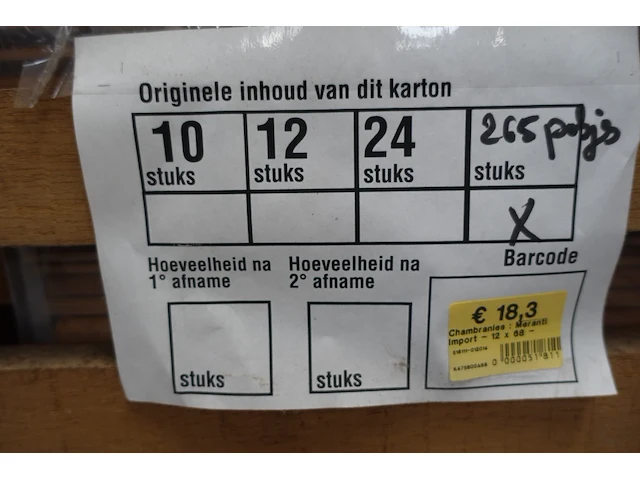 Originele inhoud van dit karton
10 stuks
12 stuks
24 stuks
265 stuks
X
Hoeveelheid na
1° afname
stuks
Hoeveelheid na
2° afname
stuks
Barcode
€ 18,3
Chambranles : Meranti
Import - 12 x 68 -